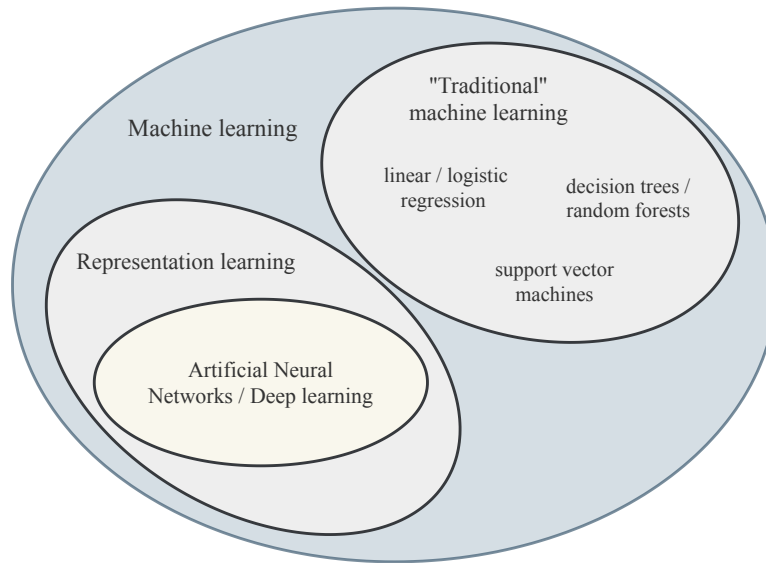 "Traditional"
machine learning
Machine learning
linear / logistic
regression
decision trees /
random forests
Representation learning
support vector
machines
Artificial Neural
Networks / Deep learning